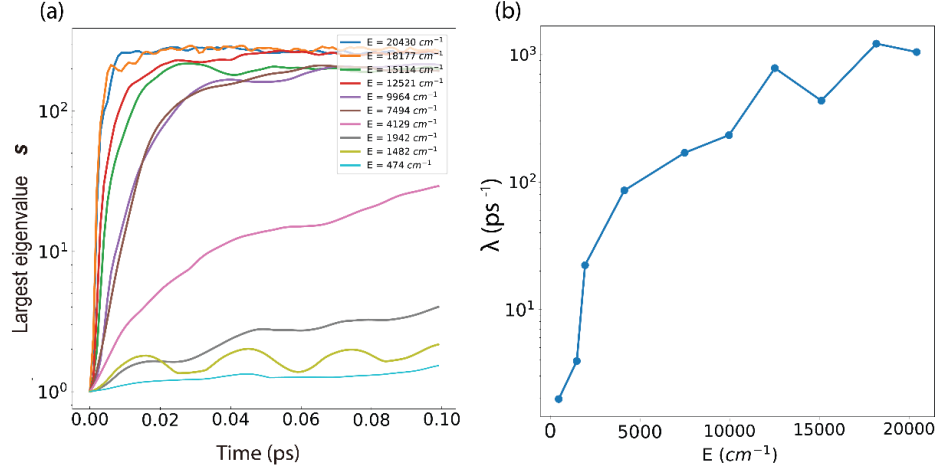 (a)
10²
10¹
10⁰
Largest eigenvalue s
E = 20430 cm⁻¹
E = 18177 cm⁻¹
E = 15114 cm⁻¹
E = 12521 cm⁻¹
E = 9964 cm⁻¹
E = 7494 cm⁻¹
E = 4129 cm⁻¹
E = 1942 cm⁻¹
E = 1482 cm⁻¹
E = 474 cm⁻¹
0.00 0.02 0.04 0.06 0.08 0.10
Time (ps)
(b)
10³
10²
10¹
λ (ps⁻¹)
0 5000 10000 15000 20000
E (cm⁻¹)